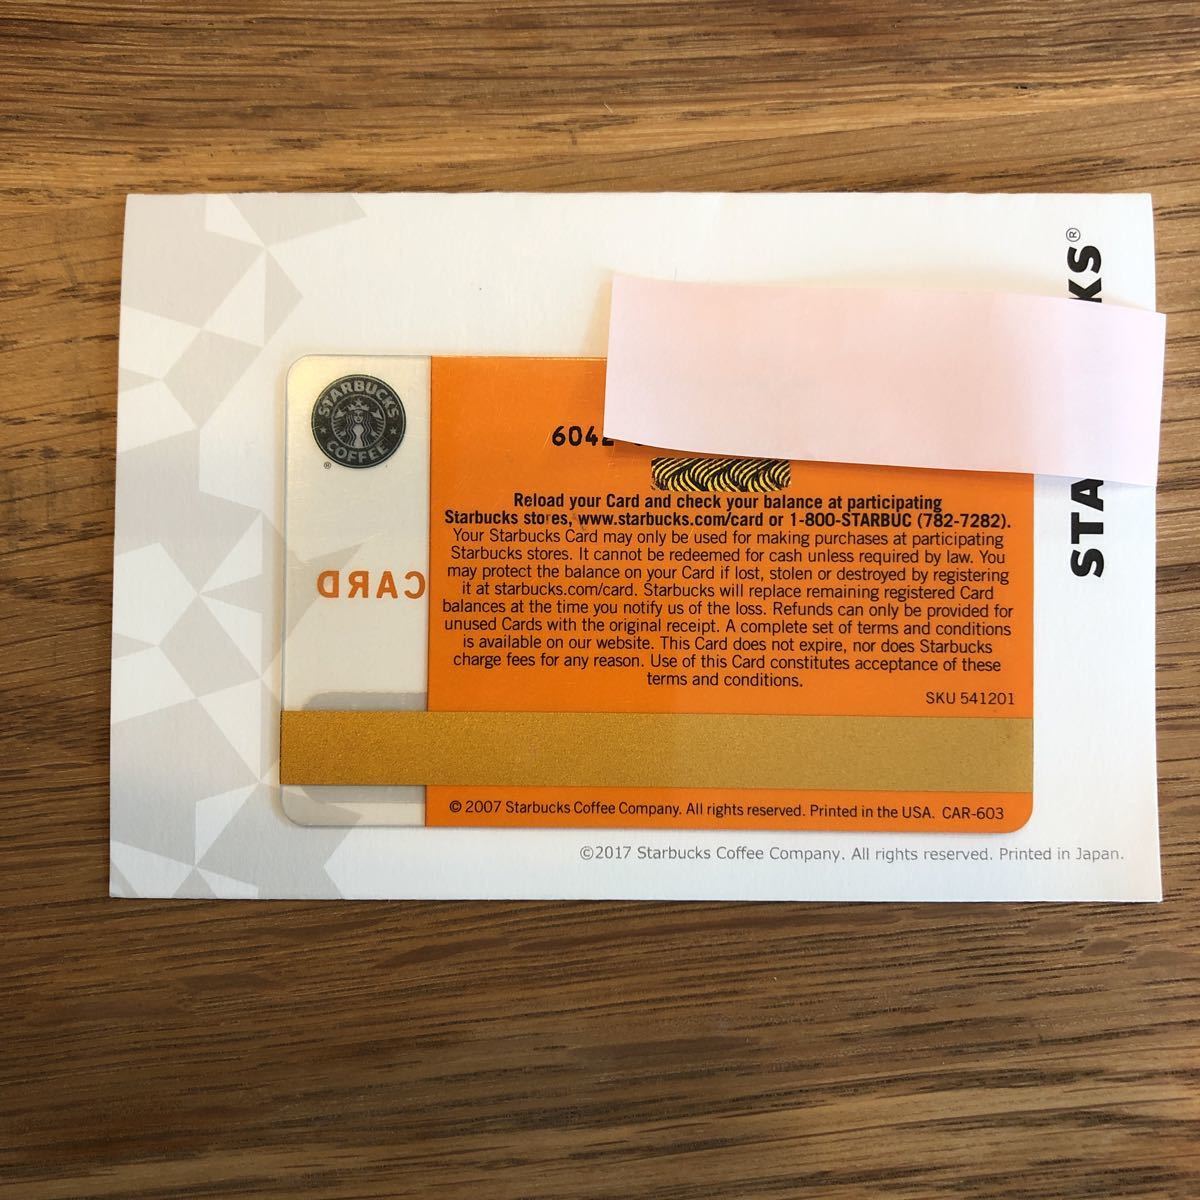 STARBUCKS
COFFEE
®
CARD
6042
Reload your Card and check your balance at participating
Starbucks stores, www.starbucks.com/card or 1-800-STARBUC (782-7282).
Your Starbucks Card may only be used for making purchases at participating
Starbucks stores. It cannot be redeemed for cash unless required by law. You
may protect the balance on your Card if lost, stolen or destroyed by registering
it at starbucks.com/card. Starbucks will replace remaining registered Card
balances at the time you notify us of the loss. Refunds can only be provided for
unused Cards with the original receipt. A complete set of terms and conditions
is available on our website. This Card does not expire, nor does Starbucks
charge fees for any reason. Use of this Card constitutes acceptance of these
terms and conditions.
SKU 541201
© 2007 Starbucks Coffee Company. All rights reserved. Printed in the USA. CAR-603
©2017 Starbucks Coffee Company. All rights reserved. Printed in Japan.
STA KS®